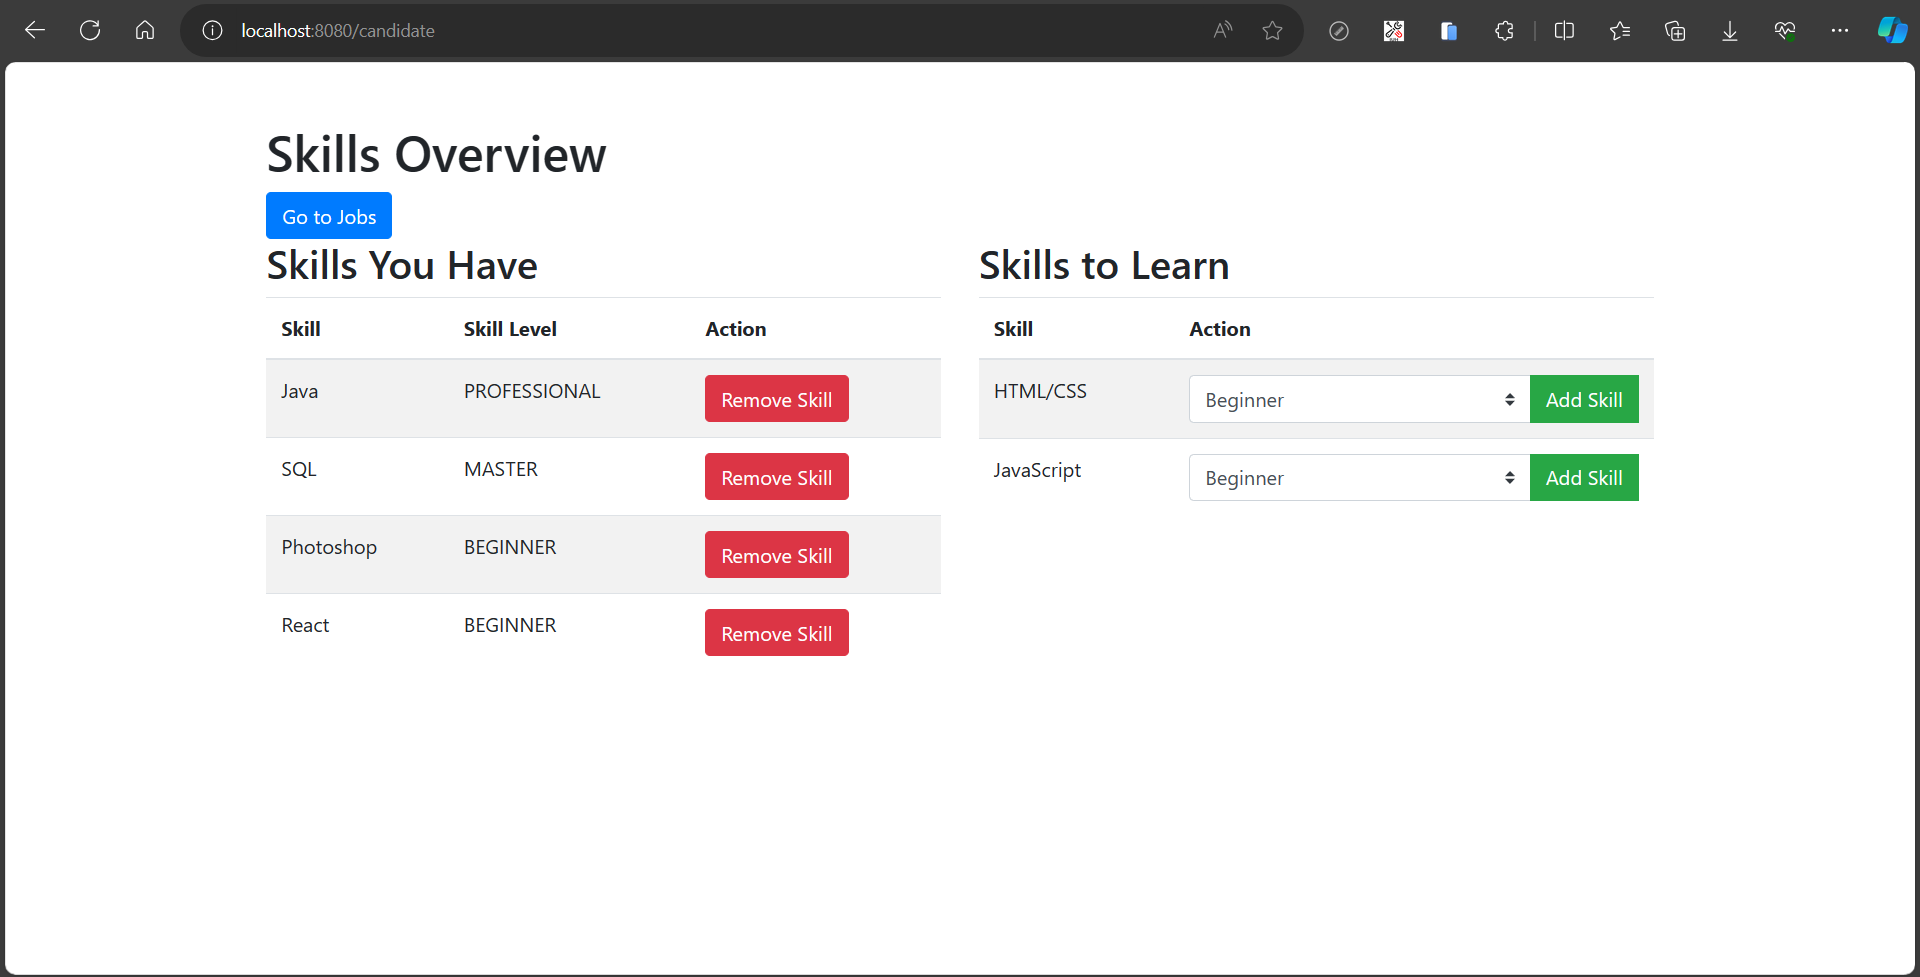 localhost:8080/candidate
Skills Overview
Go to Jobs
Skills You Have
Skill Skill Level Action
Java PROFESSIONAL Remove Skill
SQL MASTER Remove Skill
Photoshop BEGINNER Remove Skill
React BEGINNER Remove Skill
Skills to Learn
Skill Action
HTML/CSS Beginner Add Skill
JavaScript Beginner Add Skill